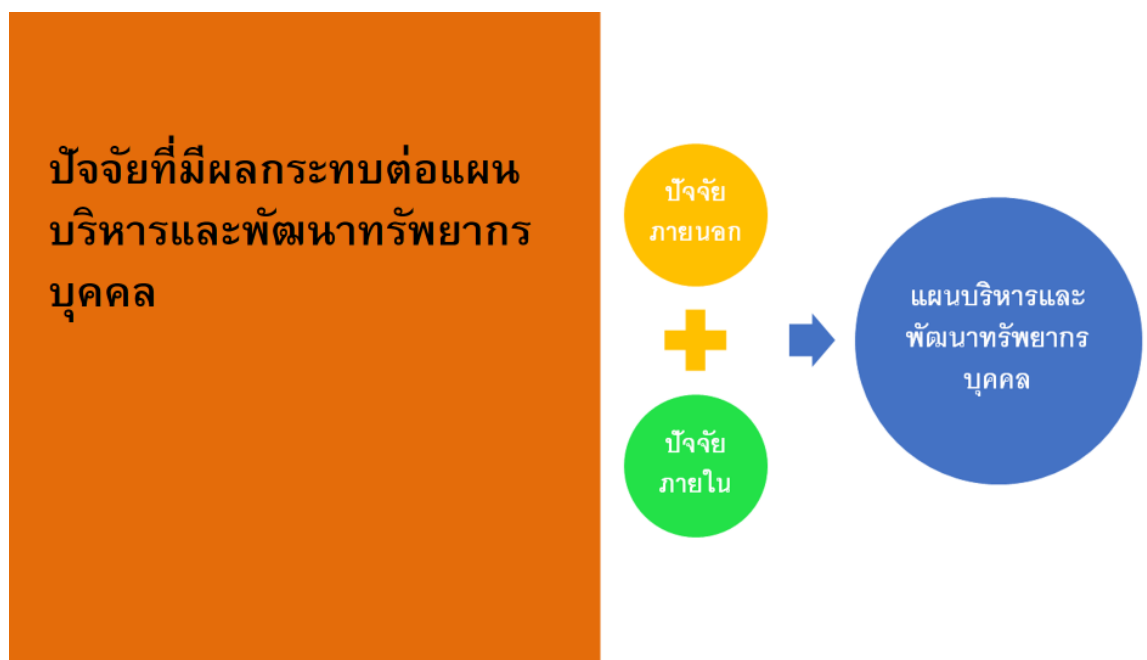 ปัจจัยที่มีผลกระทบต่อแผน
บริหารและพัฒนาทรัพยากร
บุคคล
ปัจจัย
ภายนอก
ปัจจัย
ภายใน
แผนบริหารและ
พัฒนาทรัพยากร
บุคคล